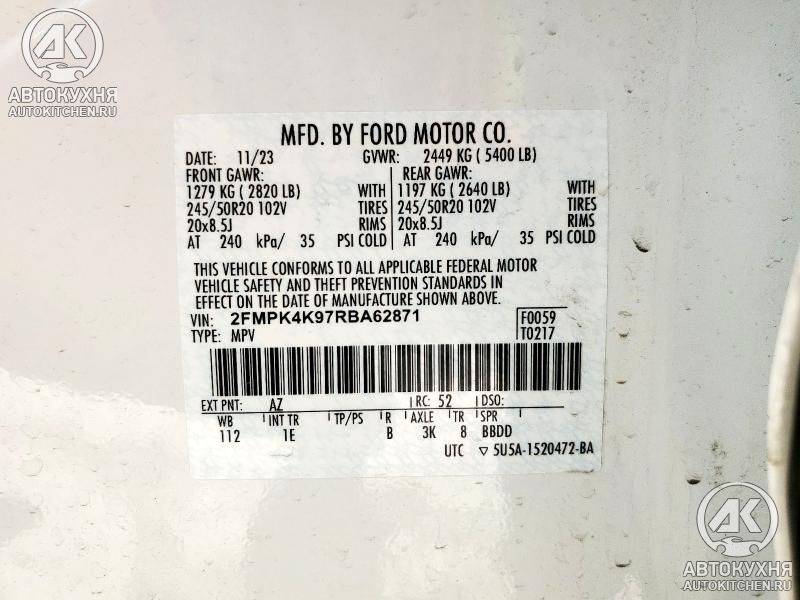 АК
АВТОКУХНЯ
AUTOKITCHEN.RU
MFD. BY FORD MOTOR CO.
DATE: 11/23 GVWR: 2449 KG ( 5400 LB)
FRONT GAWR: REAR GAWR:
1279 KG ( 2820 LB) WITH 1197 KG ( 2640 LB) WITH
245/50R20 102V TIRES 245/50R20 102V TIRES
20x8.5J RIMS 20x8.5J RIMS
AT 240 kPa/ 35 PSI COLD AT 240 kPa/ 35 PSI COLD
THIS VEHICLE CONFORMS TO ALL APPLICABLE FEDERAL MOTOR
VEHICLE SAFETY AND THEFT PREVENTION STANDARDS IN
EFFECT ON THE DATE OF MANUFACTURE SHOWN ABOVE.
VIN: 2FMPK4K97RBA62871 F0059
TYPE: MPV T0217
EXT PNT: AZ RC: 52 DSO:
WB INT TR TP/PS R AXLE TR SPR
112 1E B 3K 8 BBDD
UTC ▽ 5U5A-1520472-BA
АК
АВТОКУХНЯ
AUTOKITCHEN.RU